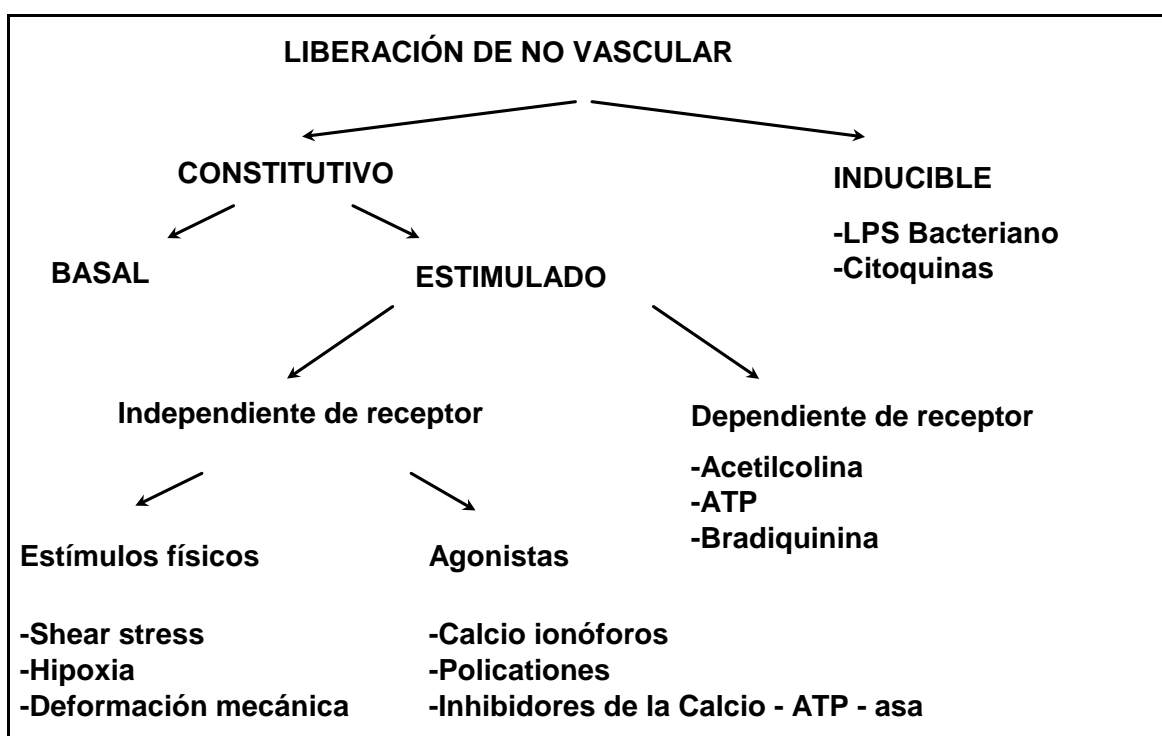 LIBERACIÓN DE NO VASCULAR
CONSTITUTIVO
INDUCIBLE
-LPS Bacteriano
-Citoquinas
BASAL
ESTIMULADO
Independiente de receptor
Dependiente de receptor
-Acetilcolina
-ATP
-Bradiquinina
Estímulos físicos
-Shear stress
-Hipoxia
-Deformación mecánica
Agonistas
-Calcio ionóforos
-Policationes
-Inhibidores de la Calcio - ATP - asa